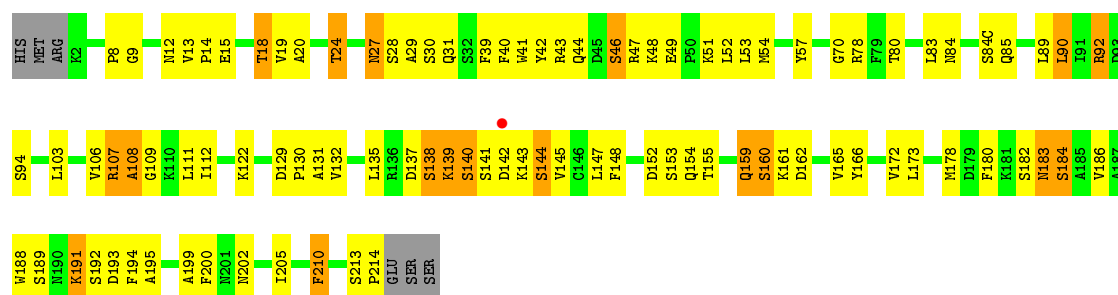 HIS MET ARG K2 P8 G9 N12 V13 P14 E15 T18 V19 A20 T24 N27 S28 A29 S30 Q31 S32 F39 F40 W41 Y42 R43 Q44 D45 S46 R47 K48 E49 P50 K51 L52 L53 M54 Y57 G70 R78 F79 T80 L83 N84 S84C Q85 L89 L90 I91 R92 D93
S94 L103 V106 R107 A108 G109 K110 L111 I112 K122 D129 P130 A131 V132 L135 R136 D137 S138 K139 S140 S141 D142 K143 S144 V145 C146 L147 F148 D152 S153 Q154 T155 Q159 S160 K161 D162 V165 Y166 V172 L173 M178 D179 F180 K181 S182 N183 S184 A185 V186 A187
W188 S189 N190 K191 S192 D193 F194 A195 A199 F200 N201 N202 I205 F210 S213 P214 GLU SER SER